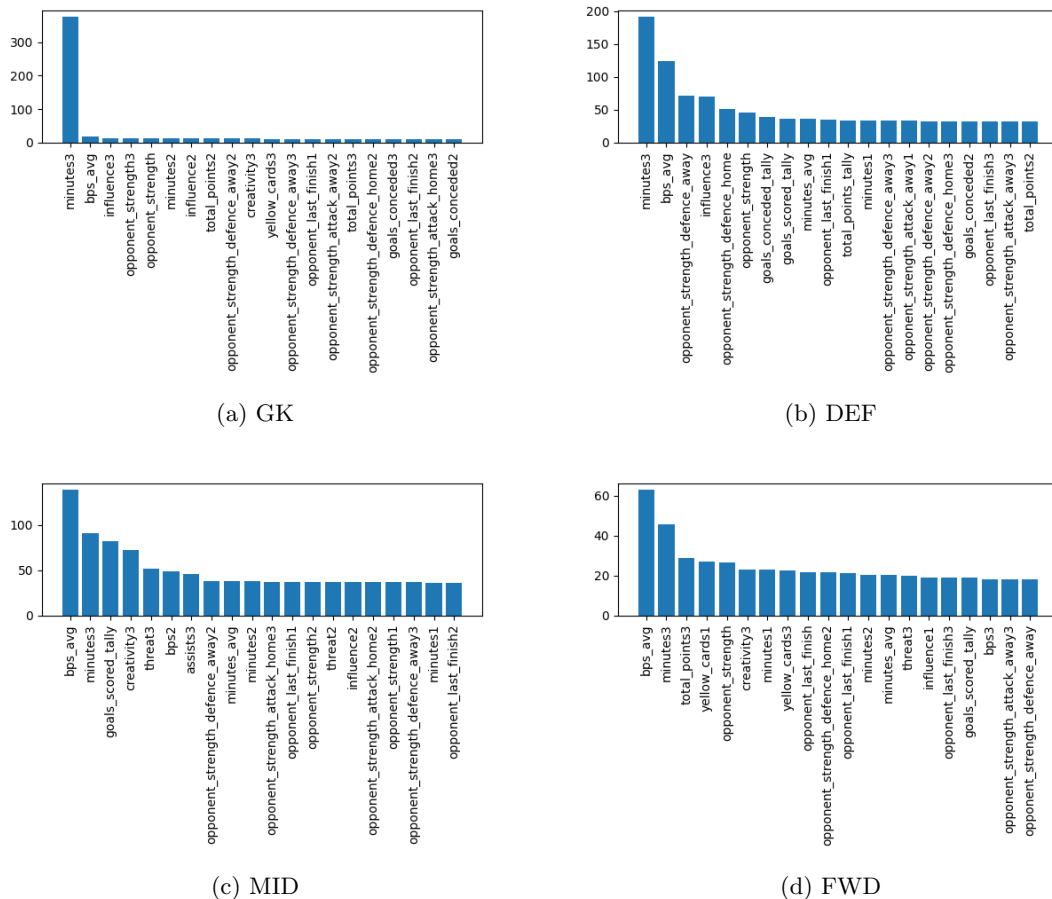 300
200
100
0
minutes3
bps_avg
influence3
opponent_strength3
opponent_strength
minutes2
influence2
total_points2
opponent_strength_defence_away2
creativity3
yellow_cards3
opponent_strength_defence_away3
opponent_last_finish1
opponent_strength_attack_away2
total_points3
opponent_strength_defence_home2
goals_conceded3
opponent_last_finish2
opponent_strength_attack_home3
goals_conceded2
(a) GK
200
150
100
50
0
minutes3
bps_avg
opponent_strength_defence_away
influence3
opponent_strength_defence_home
opponent_strength
goals_conceded_tally
goals_scored_tally
minutes_avg
opponent_last_finish1
total_points_tally
minutes1
opponent_strength_defence_away3
opponent_strength_attack_away1
opponent_strength_defence_away2
opponent_strength_defence_home3
goals_conceded2
opponent_last_finish3
opponent_strength_attack_away3
total_points2
(b) DEF
100
50
0
bps_avg
minutes3
goals_scored_tally
creativity3
threat3
bps2
assists3
opponent_strength_defence_away2
minutes_avg
minutes2
opponent_strength_attack_home3
opponent_last_finish1
opponent_strength2
threat2
influence2
opponent_strength_attack_home2
opponent_strength1
opponent_strength_defence_away3
minutes1
opponent_last_finish2
(c) MID
60
40
20
0
bps_avg
minutes3
total_points3
yellow_cards1
opponent_strength
creativity3
minutes1
yellow_cards3
opponent_last_finish
opponent_strength_defence_home2
opponent_last_finish1
minutes2
minutes_avg
threat3
influence1
opponent_last_finish3
goals_scored_tally
bps3
opponent_strength_attack_away3
opponent_strength_defence_away
(d) FWD